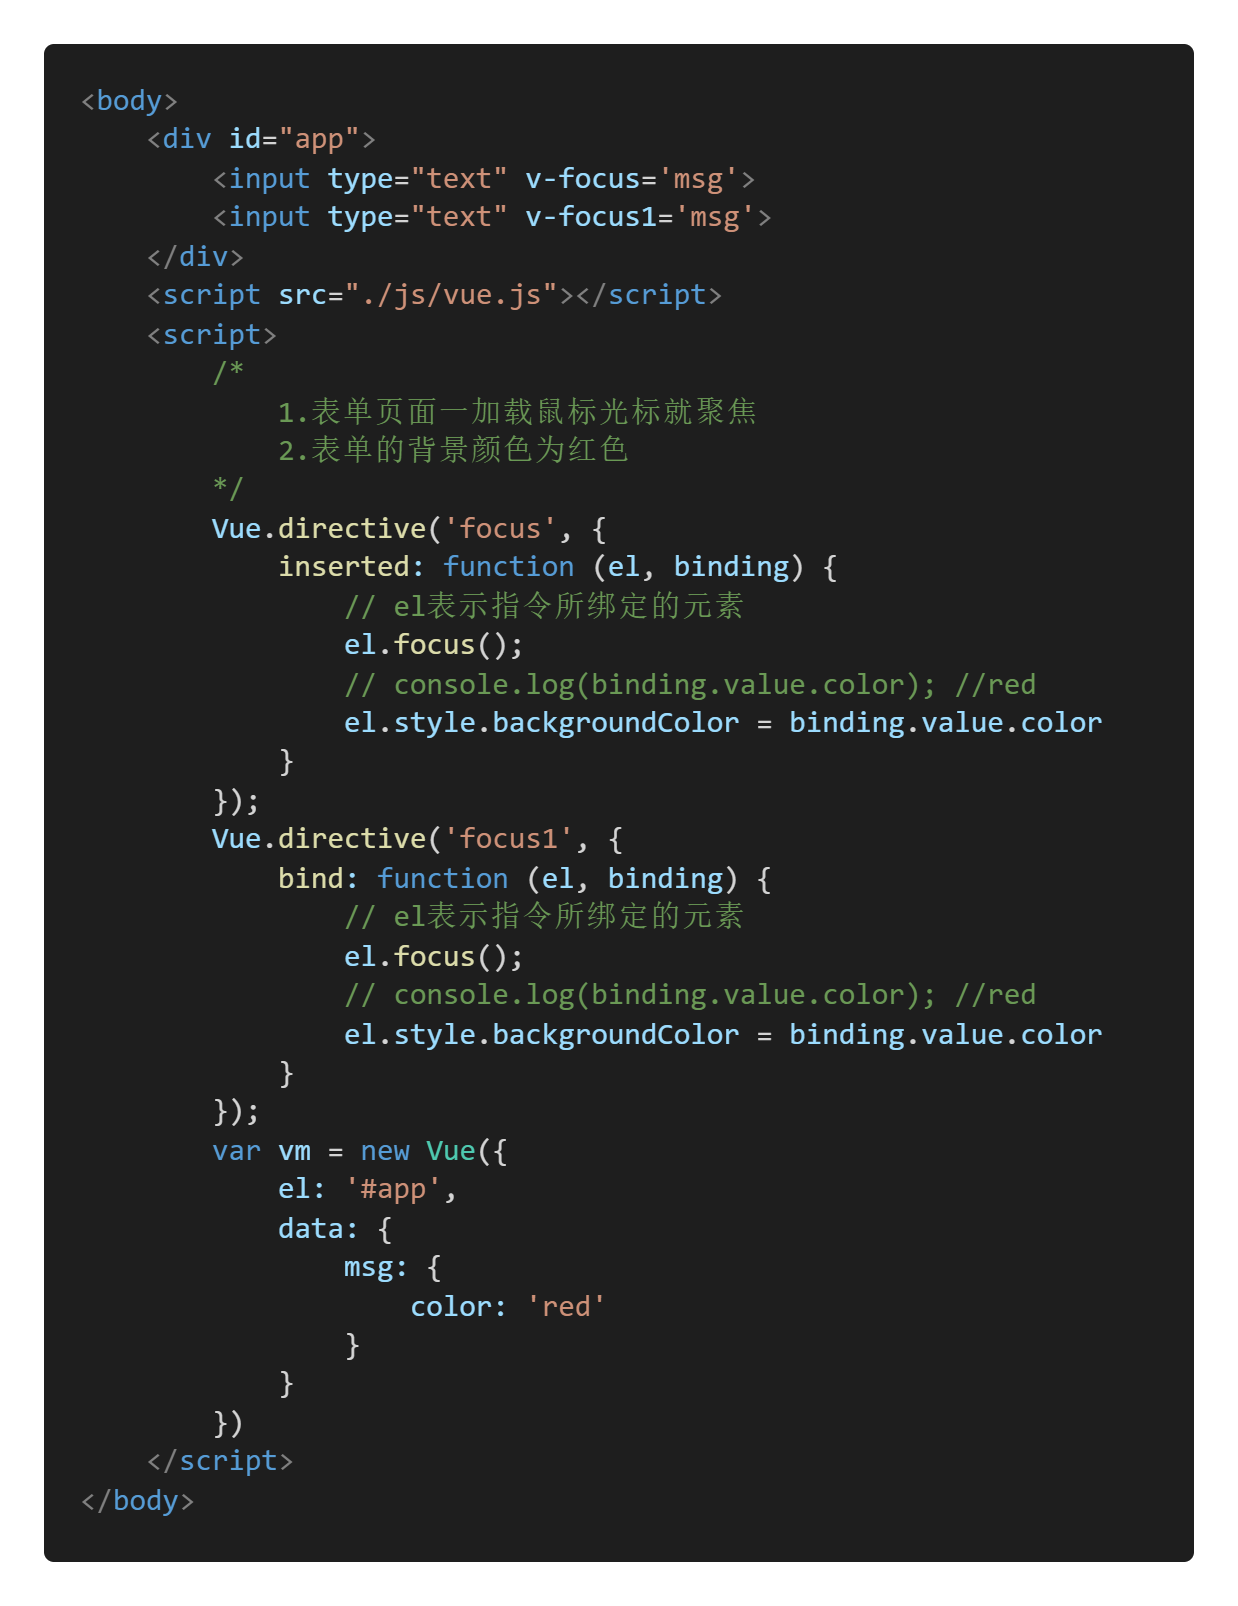 <body>
    <div id="app">
        <input type="text" v-focus='msg'>
        <input type="text" v-focus1='msg'>
    </div>
    <script src="./js/vue.js"></script>
    <script>
        /*
            1.表单页面一加载鼠标光标就聚焦
            2.表单的背景颜色为红色
        */
        Vue.directive('focus', {
            inserted: function (el, binding) {
                // el表示指令所绑定的元素
                el.focus();
                // console.log(binding.value.color); //red
                el.style.backgroundColor = binding.value.color
            }
        });
        Vue.directive('focus1', {
            bind: function (el, binding) {
                // el表示指令所绑定的元素
                el.focus();
                // console.log(binding.value.color); //red
                el.style.backgroundColor = binding.value.color
            }
        });
        var vm = new Vue({
            el: '#app',
            data: {
                msg: {
                    color: 'red'
                }
            }
        })
    </script>
</body>